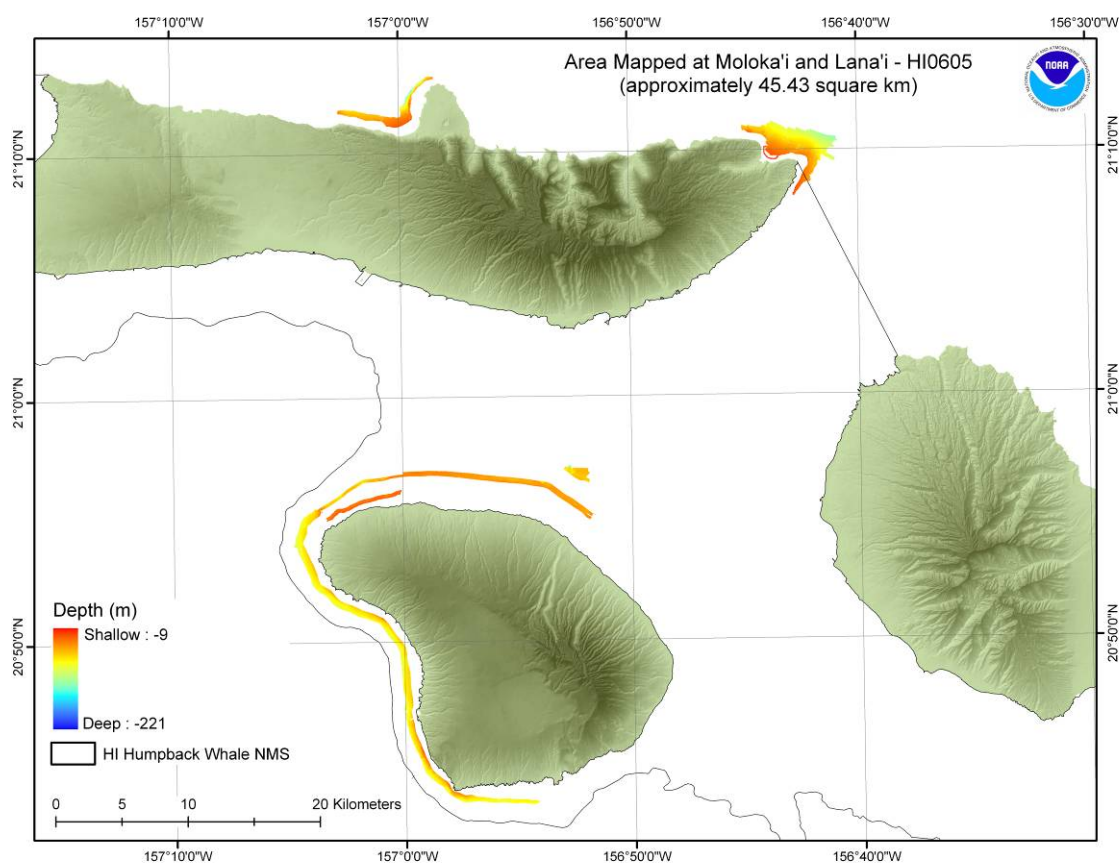 157°10'0"W
157°0'0"W
156°50'0"W
156°40'0"W
156°30'0"W
Area Mapped at Moloka'i and Lana'i - HI0605
(approximately 45.43 square km)
NOAA
21°10'0"N
21°10'0"N
21°0'0"N
21°0'0"N
20°50'0"N
20°50'0"N
Depth (m)
Shallow : -9
Deep : -221
HI Humpback Whale NMS
0 5 10 20 Kilometers
157°10'0"W
157°0'0"W
156°50'0"W
156°40'0"W
156°30'0"W